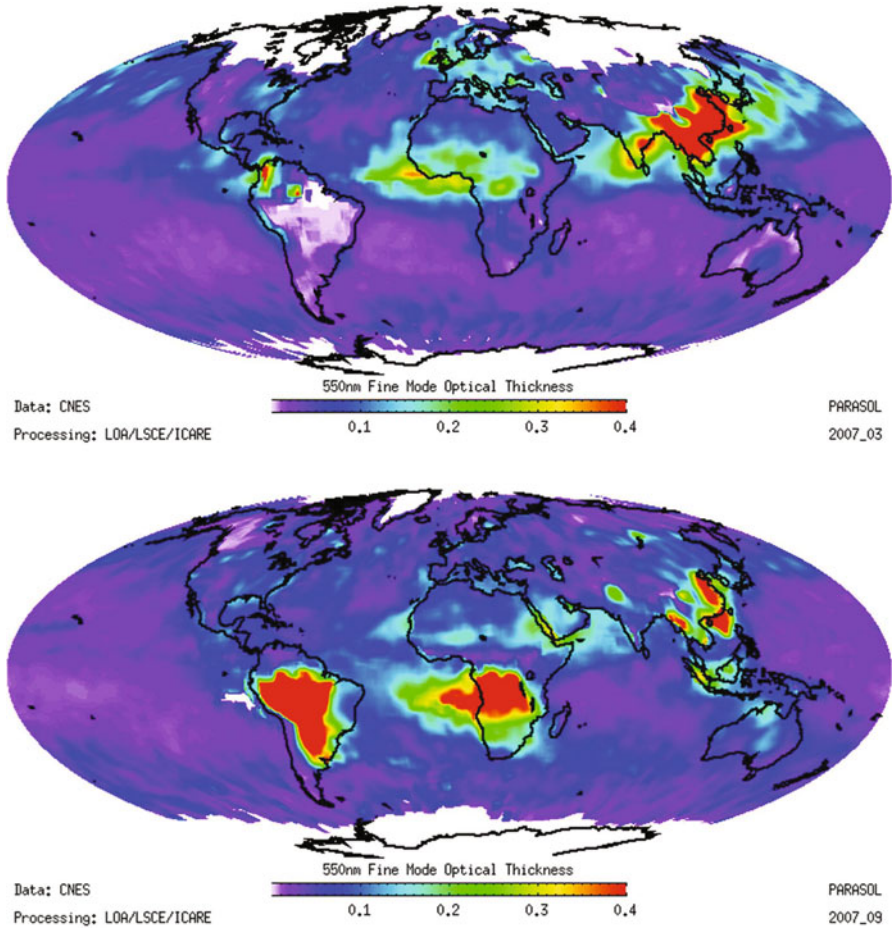 550nm Fine Mode Optical Thickness
Data: CNES
PARASOL
0.1 0.2 0.3 0.4
Processing: LOA/LSCE/ICARE
2007_03
550nm Fine Mode Optical Thickness
Data: CNES
PARASOL
0.1 0.2 0.3 0.4
Processing: LOA/LSCE/ICARE
2007_09